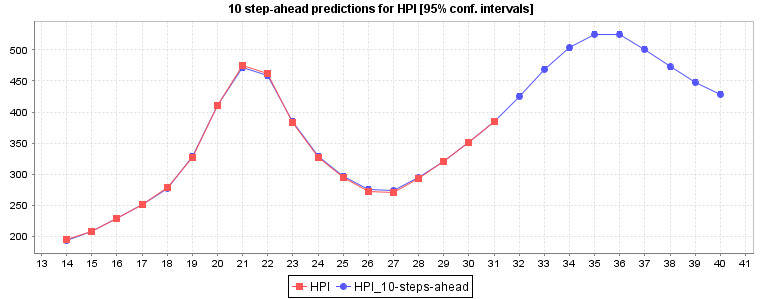 10 step-ahead predictions for HPI [95% conf. intervals]
500
450
400
350
300
250
200
13 14 15 16 17 18 19 20 21 22 23 24 25 26 27 28 29 30 31 32 33 34 35 36 37 38 39 40 41
HPI HPI_10-steps-ahead